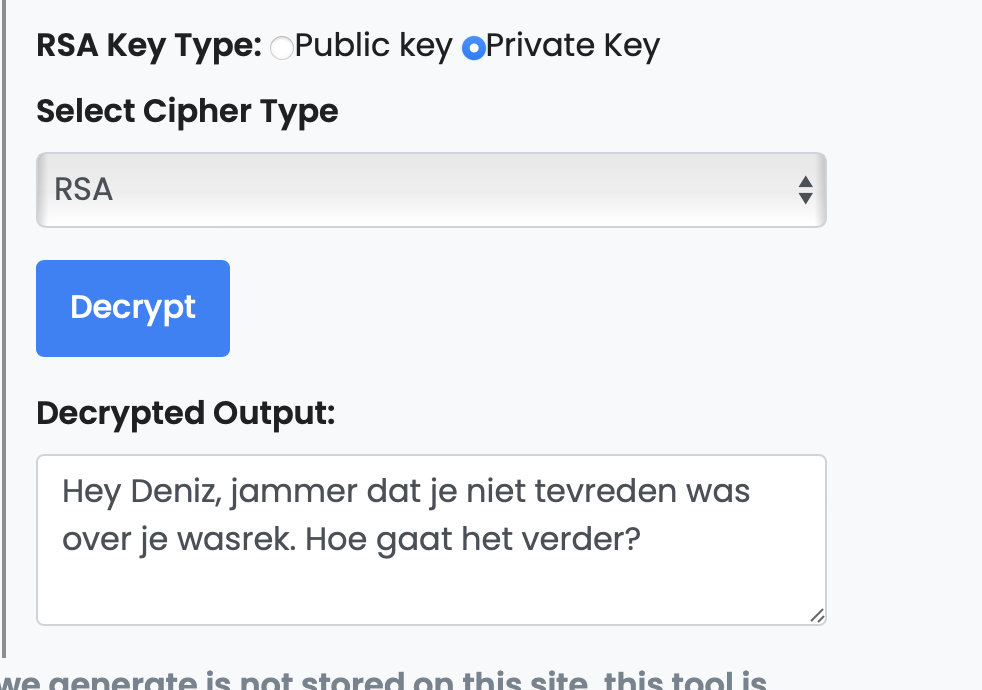 RSA Key Type: Public key Private Key
Select Cipher Type
RSA
Decrypt
Decrypted Output:
Hey Deniz, jammer dat je niet tevreden was
over je wasrek. Hoe gaat het verder?
we generate is not stored on this site, this tool is